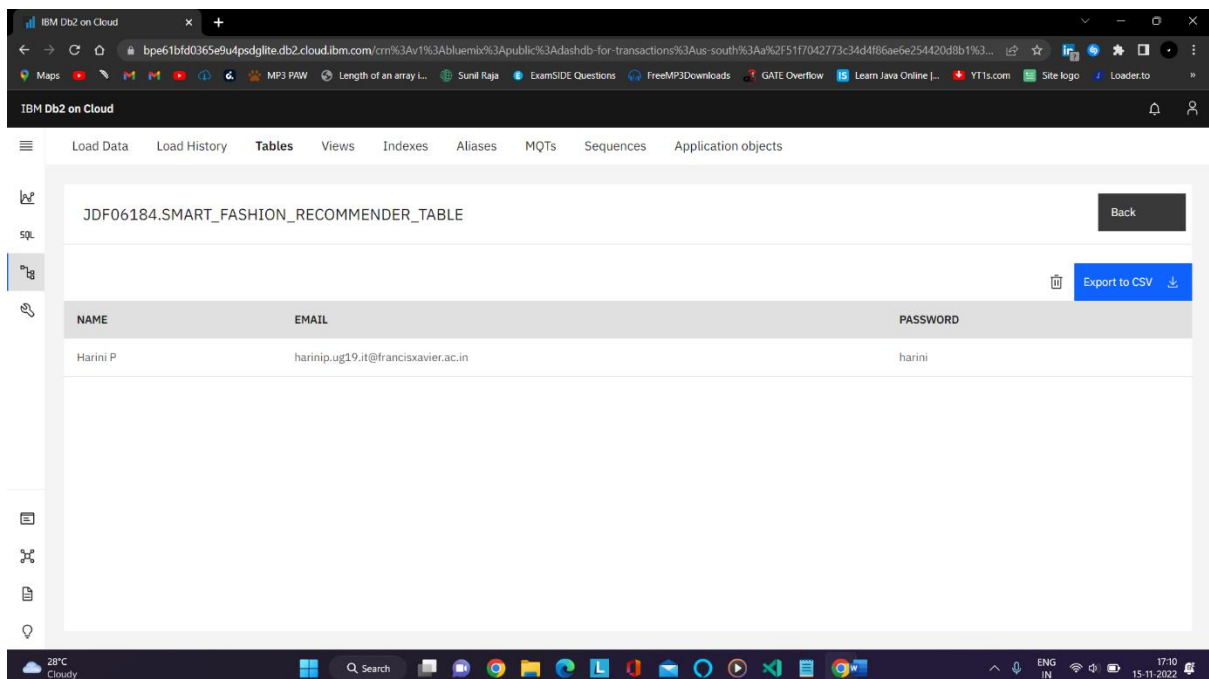 IBM Db2 on Cloud
bpe61bfd0365e9u4psdglite.db2.cloud.ibm.com/crn%3Av1%3Abluemix%3Apublic%3Adashdb-for-transactions%3Aus-south%3Aa%2F51f7042773c34d4f86ae6e254420d8b1%3...
Maps MP3 PAW Length of an array i... Sunil Raja ExamSIDE Questions FreeMP3Downloads GATE Overflow Learn Java Online |... YT1s.com Site logo Loader.to »
IBM Db2 on Cloud
Load Data Load History Tables Views Indexes Aliases MQTs Sequences Application objects
JDF06184.SMART_FASHION_RECOMMENDER_TABLE Back
SQL
Export to CSV
NAME EMAIL PASSWORD
Harini P harinip.ug19.it@francisxavier.ac.in harini
28°C
Cloudy
Search
ENG
IN
17:10
15-11-2022